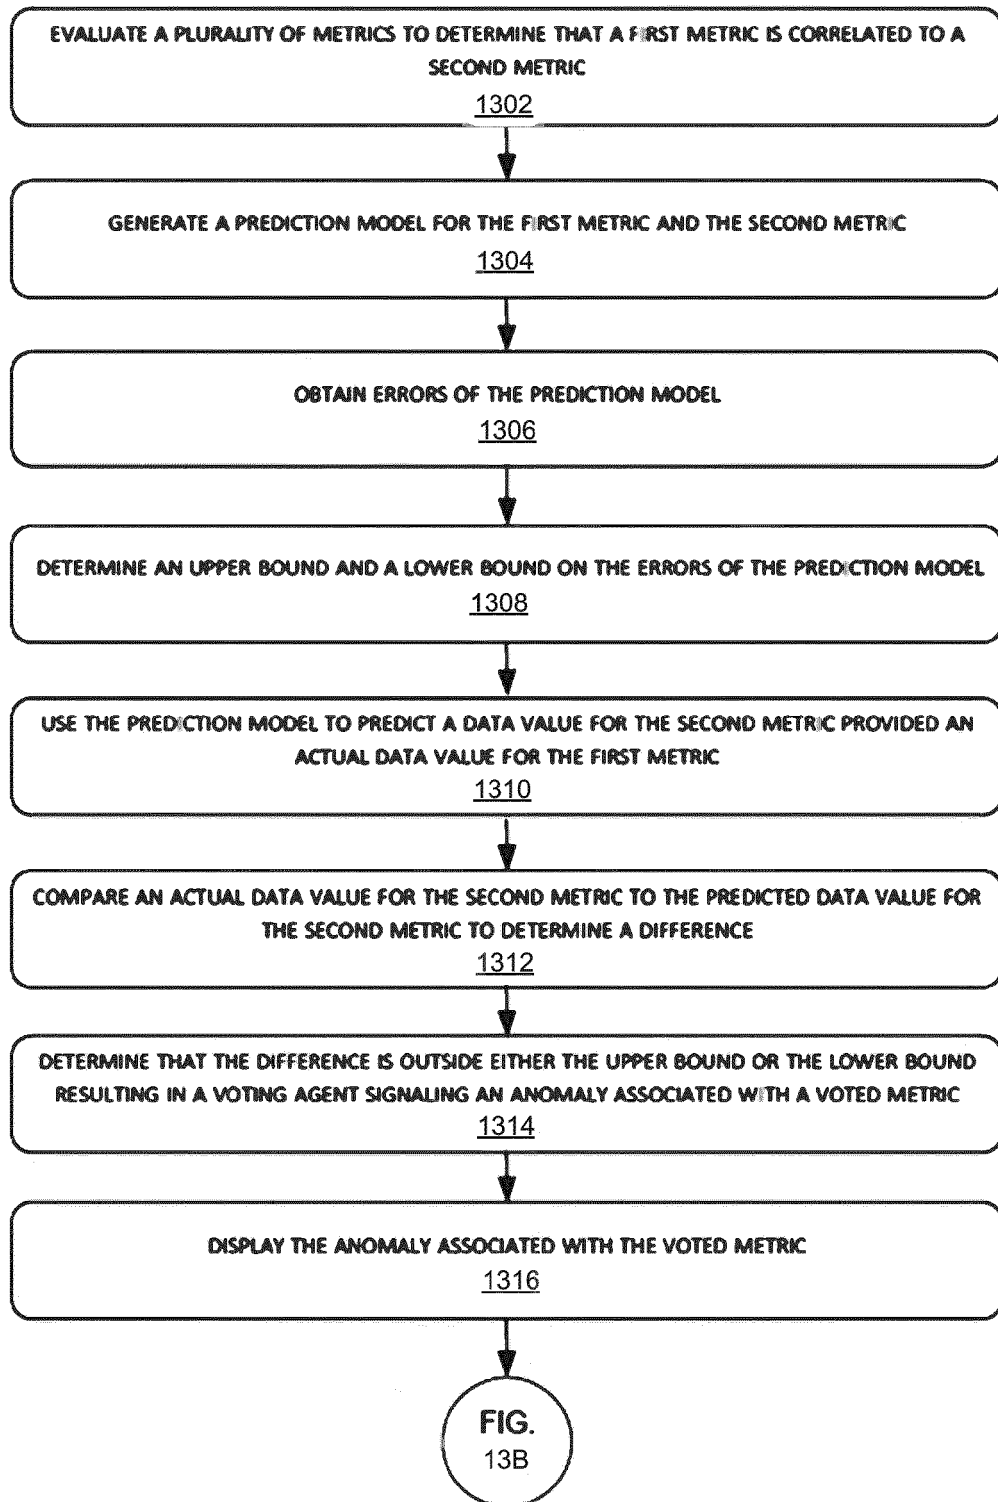 EVALUATE A PLURALITY OF METRICS TO DETERMINE THAT A FIRST METRIC IS CORRELATED TO A
SECOND METRIC
1302
GENERATE A PREDICTION MODEL FOR THE FIRST METRIC AND THE SECOND METRIC
1304
OBTAIN ERRORS OF THE PREDICTION MODEL
1306
DETERMINE AN UPPER BOUND AND A LOWER BOUND ON THE ERRORS OF THE PREDICTION MODEL
1308
USE THE PREDICTION MODEL TO PREDICT A DATA VALUE FOR THE SECOND METRIC PROVIDED AN
ACTUAL DATA VALUE FOR THE FIRST METRIC
1310
COMPARE AN ACTUAL DATA VALUE FOR THE SECOND METRIC TO THE PREDICTED DATA VALUE FOR
THE SECOND METRIC TO DETERMINE A DIFFERENCE
1312
DETERMINE THAT THE DIFFERENCE IS OUTSIDE EITHER THE UPPER BOUND OR THE LOWER BOUND
RESULTING IN A VOTING AGENT SIGNALING AN ANOMALY ASSOCIATED WITH A VOTED METRIC
1314
DISPLAY THE ANOMALY ASSOCIATED WITH THE VOTED METRIC
1316
FIG.
13B